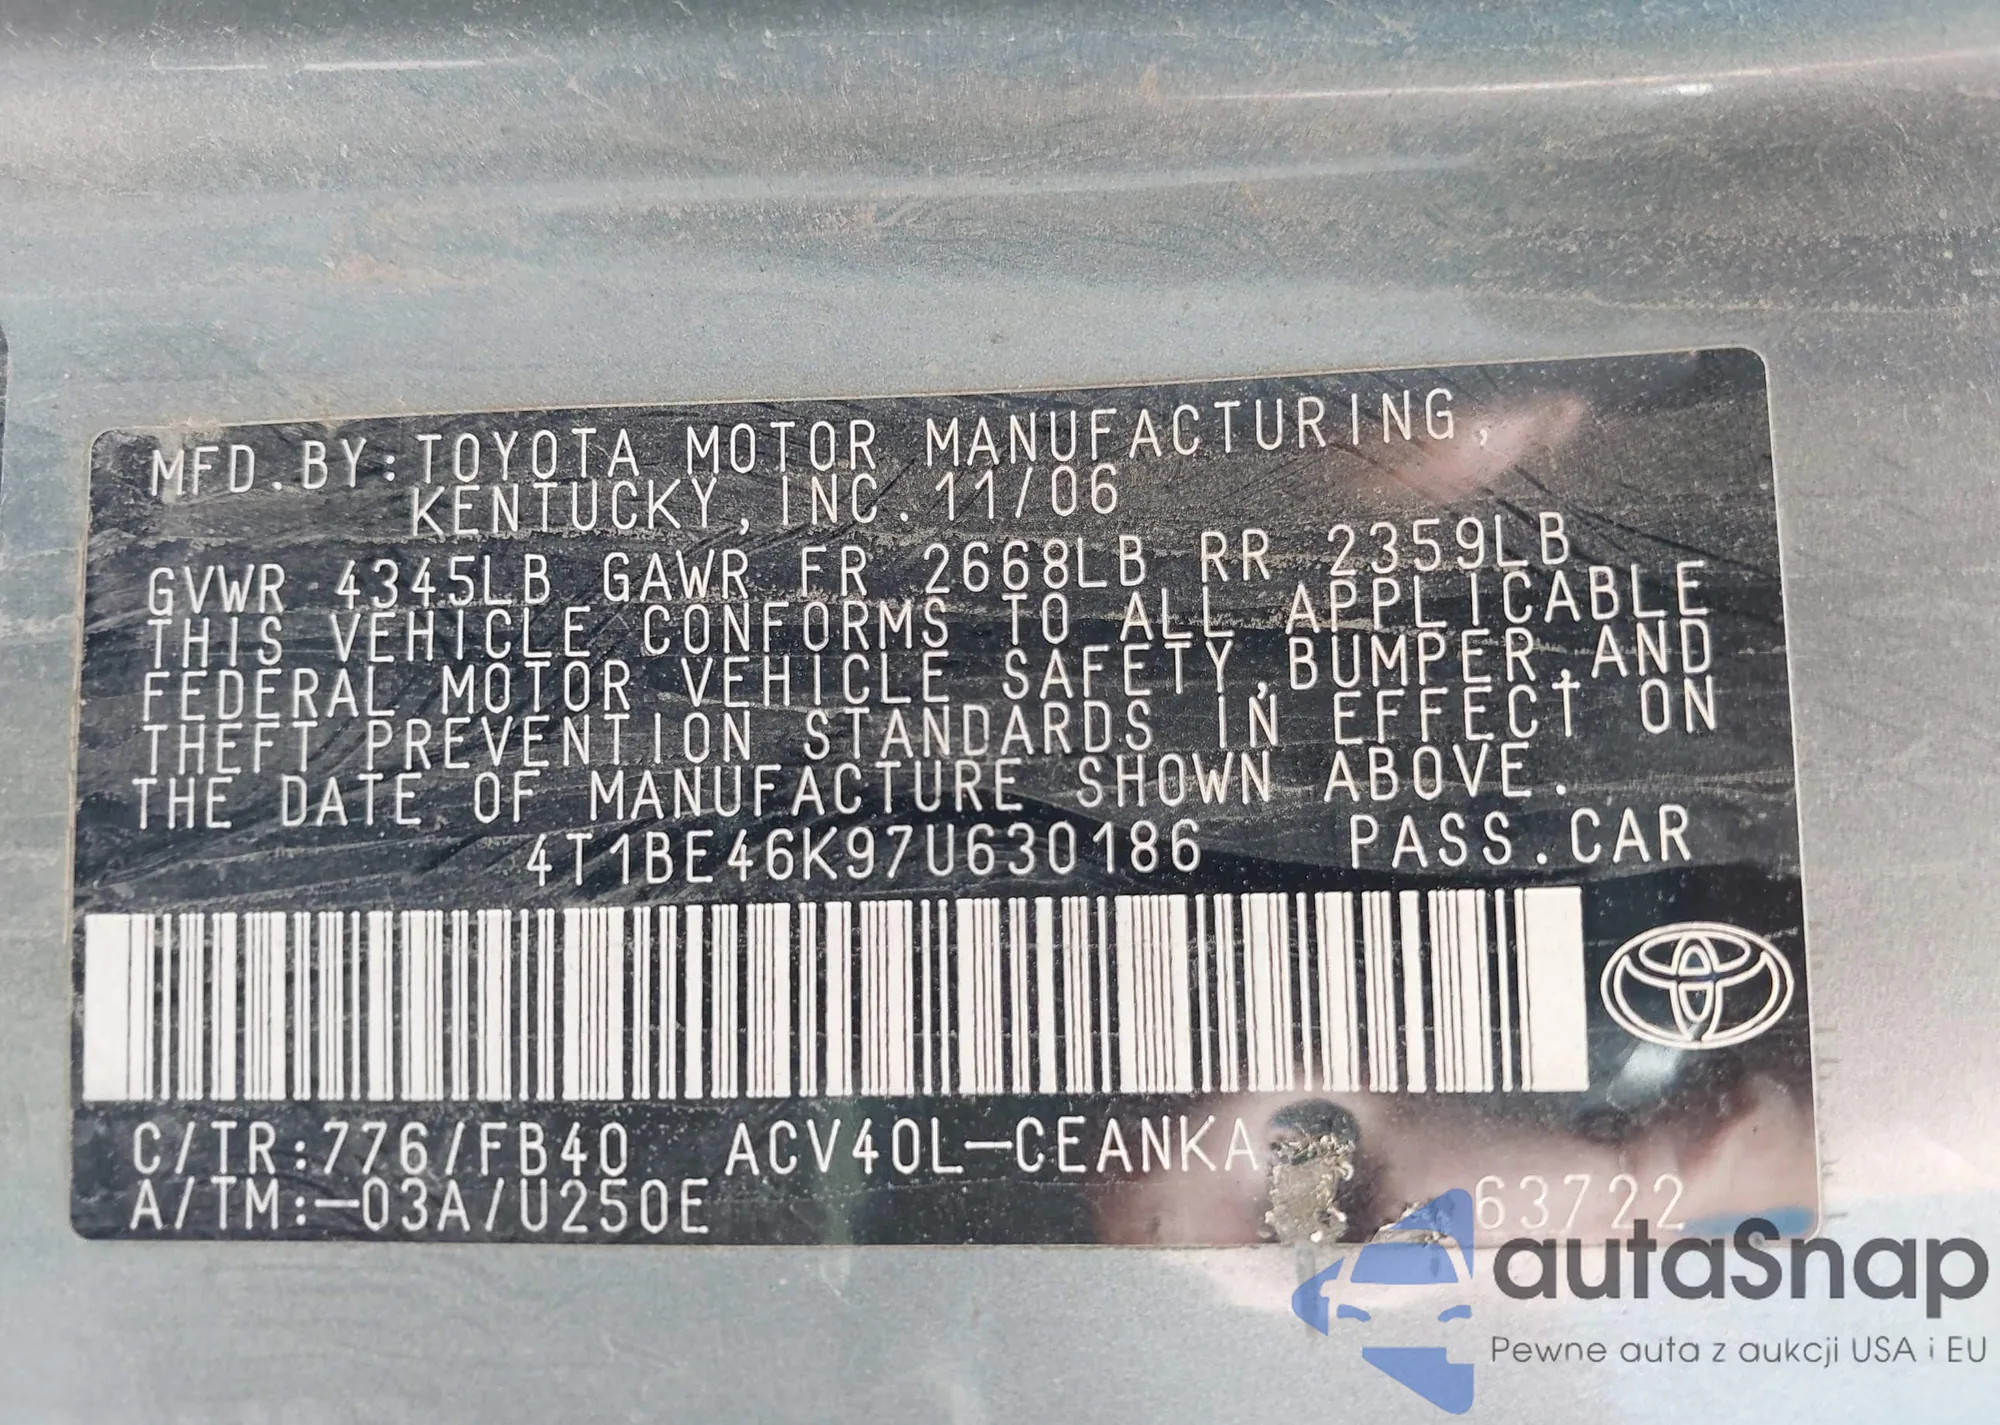 MFD.BY:TOYOTA MOTOR MANUFACTURING,
KENTUCKY,INC. 11/06
GVWR 4345LB GAWR FR 2668LB RR 2359LB
THIS VEHICLE CONFORMS TO ALL APPLICABLE
FEDERAL MOTOR VEHICLE SAFETY,BUMPER,AND
THEFT PREVENTION STANDARDS IN EFFECT ON
THE DATE OF MANUFACTURE SHOWN ABOVE.
4T1BE46K97U630186 PASS.CAR
C/TR:776/FB40 ACV40L-CEANKA
A/TM:-03A/U250E 63722
autaSnap
Pewne auta z aukcji USA i EU